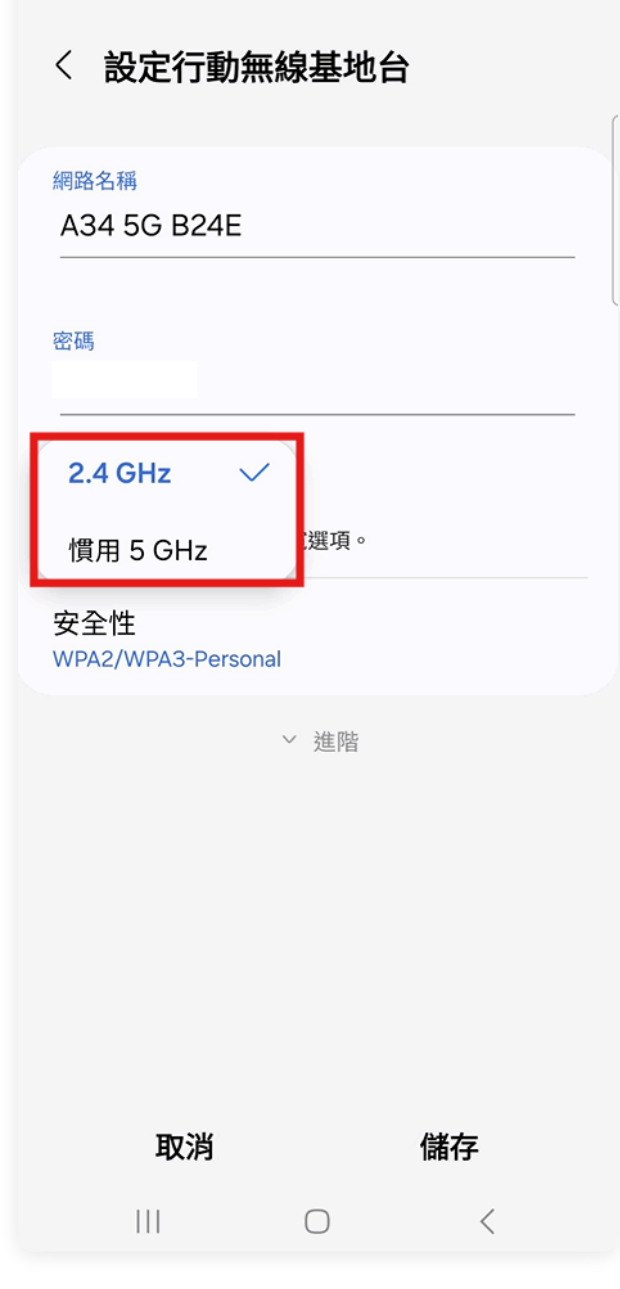 設定行動無線基地台
網路名稱
A34 5G B24E
密碼
2.4 GHz
慣用 5 GHz
選項。
安全性
WPA2/WPA3-Personal
進階
取消
儲存